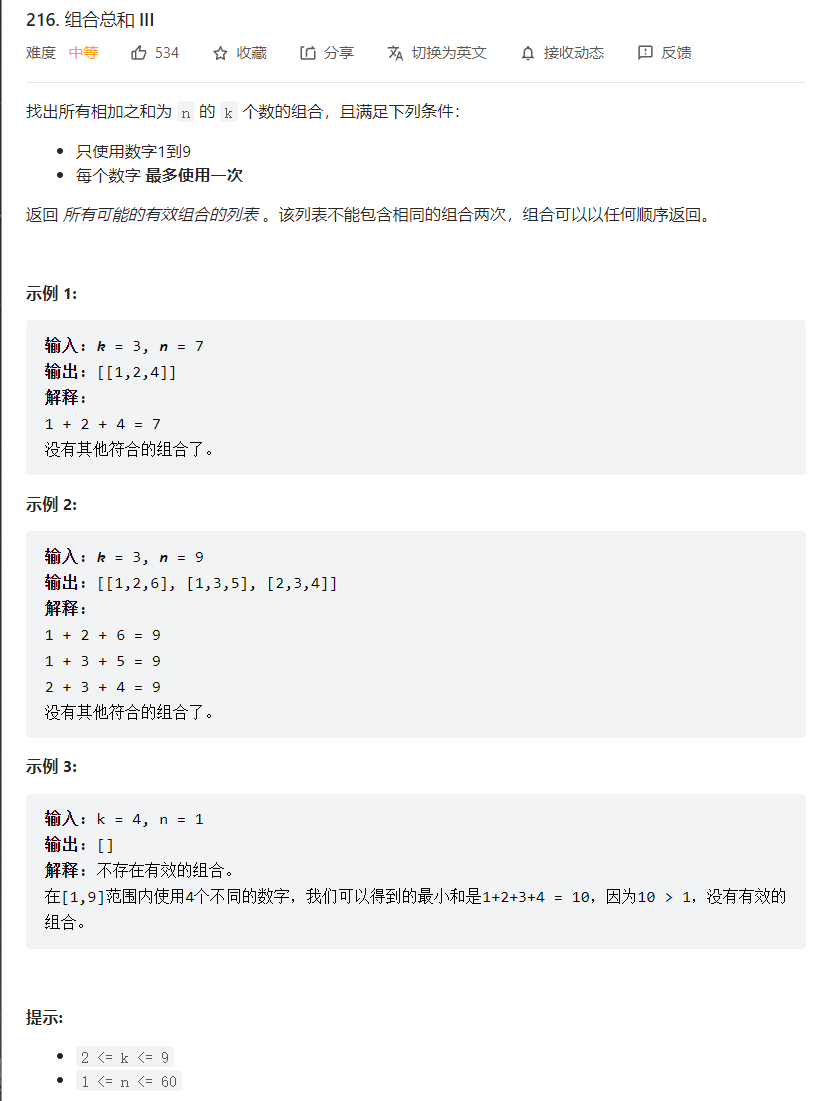 216. 组合总和 III
难度 中等 534 收藏 分享 切换为英文 接收动态 反馈
找出所有相加之和为 n 的 k 个数的组合，且满足下列条件：
只使用数字1到9
每个数字 最多使用一次
返回 所有可能的有效组合的列表 。该列表不能包含相同的组合两次，组合可以以任何顺序返回。
示例 1:
输入: k = 3, n = 7
输出: [[1,2,4]]
解释:
1 + 2 + 4 = 7
没有其他符合的组合了。
示例 2:
输入: k = 3, n = 9
输出: [[1,2,6], [1,3,5], [2,3,4]]
解释:
1 + 2 + 6 = 9
1 + 3 + 5 = 9
2 + 3 + 4 = 9
没有其他符合的组合了。
示例 3:
输入: k = 4, n = 1
输出: []
解释: 不存在有效的组合。
在[1,9]范围内使用4个不同的数字，我们可以得到的最小和是1+2+3+4 = 10，因为10 > 1，没有有效的
组合。
提示:
2 <= k <= 9
1 <= n <= 60